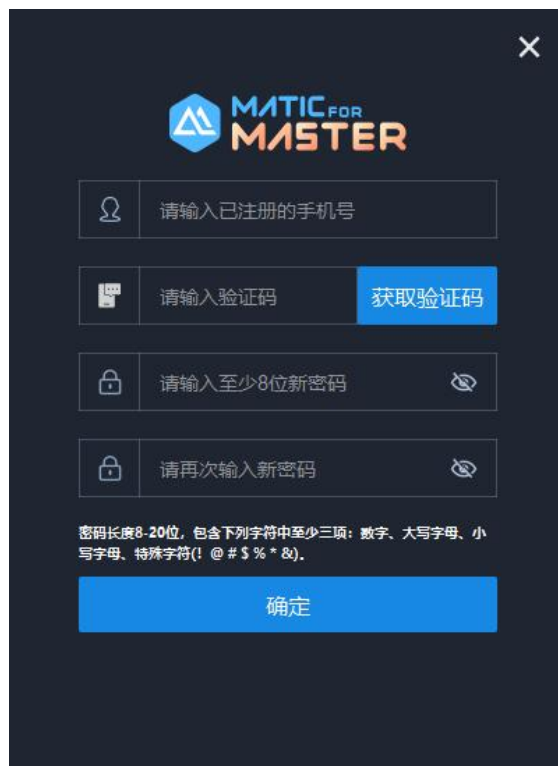 MATIC FOR
MASTER
请输入已注册的手机号
请输入验证码
获取验证码
请输入至少8位新密码
请再次输入新密码
密码长度8-20位，包含下列字符中至少三项：数字、大写字母、小
写字母、特殊字符(! @ # $ % * &)。
确定